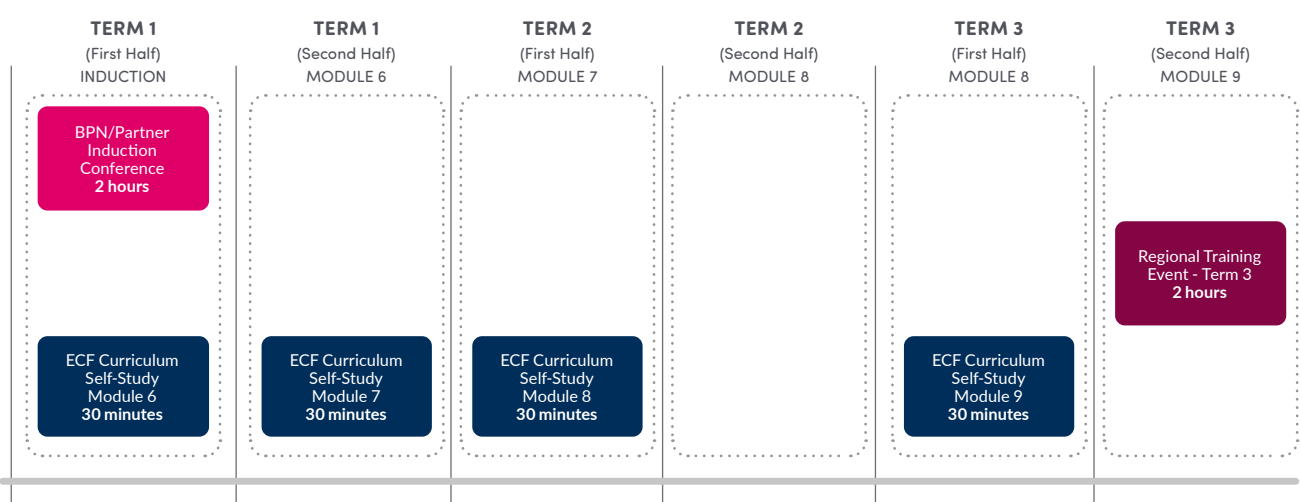 TERM 1
(First Half)
INDUCTION
BPN/Partner
Induction
Conference
2 hours
ECF Curriculum
Self-Study
Module 6
30 minutes
TERM 1
(Second Half)
MODULE 6
ECF Curriculum
Self-Study
Module 7
30 minutes
TERM 2
(First Half)
MODULE 7
ECF Curriculum
Self-Study
Module 8
30 minutes
TERM 2
(Second Half)
MODULE 8
TERM 3
(First Half)
MODULE 8
ECF Curriculum
Self-Study
Module 9
30 minutes
TERM 3
(Second Half)
MODULE 9
Regional Training
Event - Term 3
2 hours